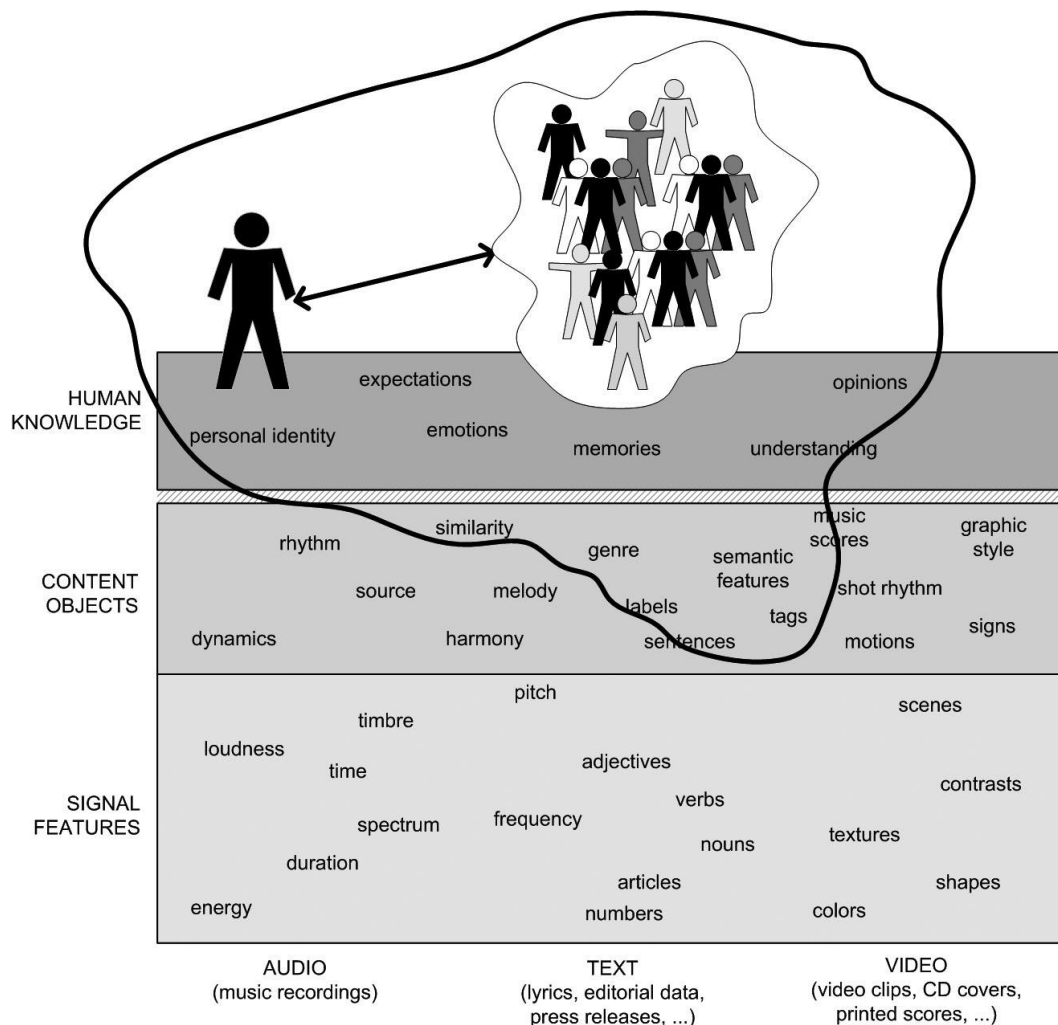 expectations
opinions
HUMAN
KNOWLEDGE
personal identity
emotions
memories
understanding
similarity
music
scores
graphic
style
rhythm
genre
semantic
features
CONTENT
OBJECTS
source
melody
labels
shot rhythm
tags
dynamics
harmony
sentences
motions
signs
pitch
scenes
timbre
loudness
time
adjectives
contrasts
verbs
SIGNAL
FEATURES
spectrum
frequency
nouns
textures
duration
articles
shapes
energy
numbers
colors
AUDIO
(music recordings)
TEXT
(lyrics, editorial data,
press releases, ...)
VIDEO
(video clips, CD covers,
printed scores, ...)